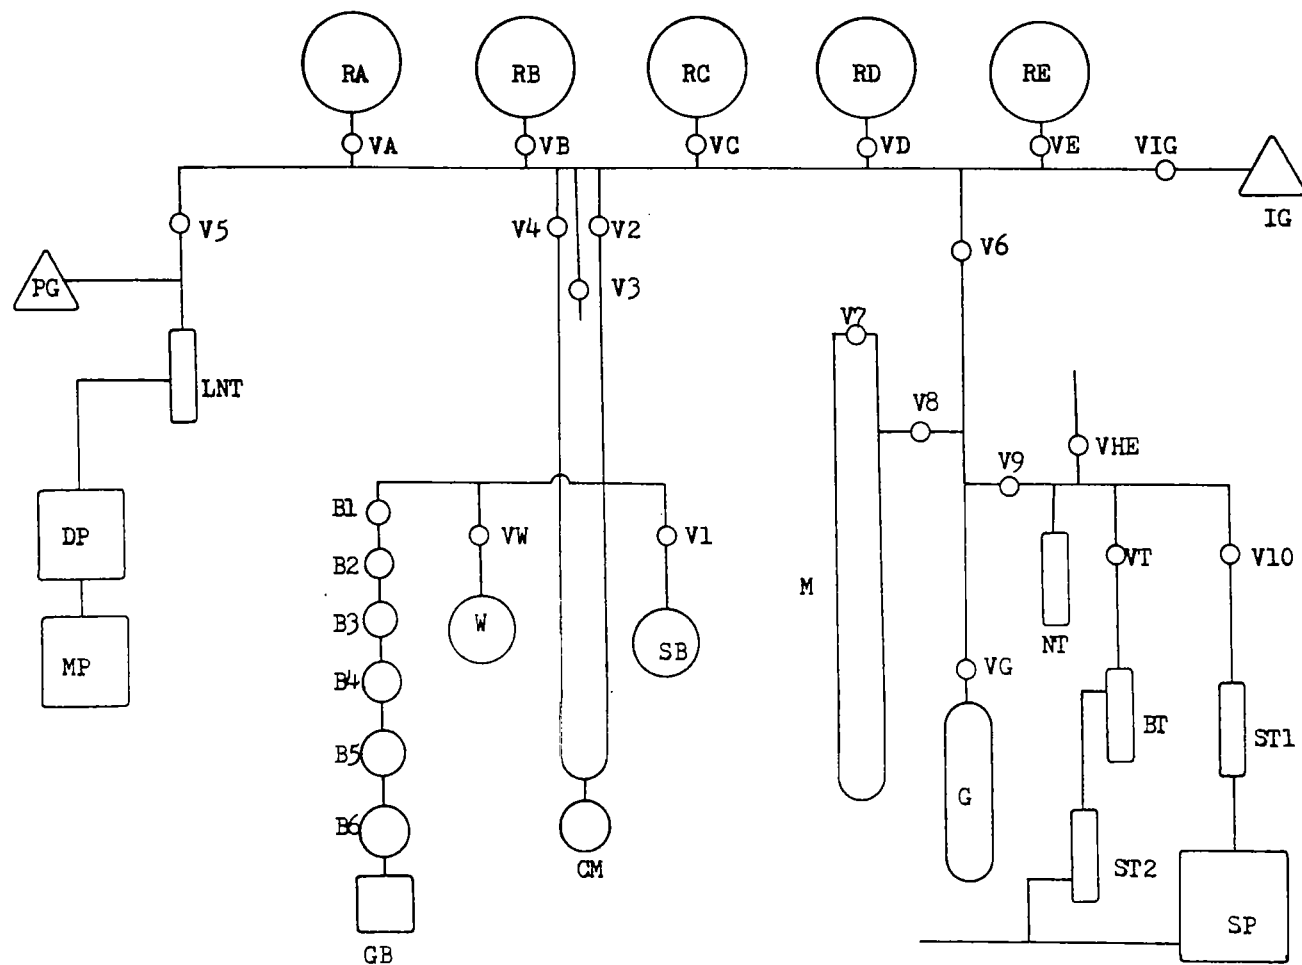 RA RB RC RD RE
VA VB VC VD VE VIG
IG
V5 V4 V2 V6
PG V3
V7
LNT
V8
V9 VHE
B1 VW V1
DP B2 VT V10
B3 M
W
MP B4 SB NT
VG
B5 BT ST1
G
B6
CM ST2
SP
GB